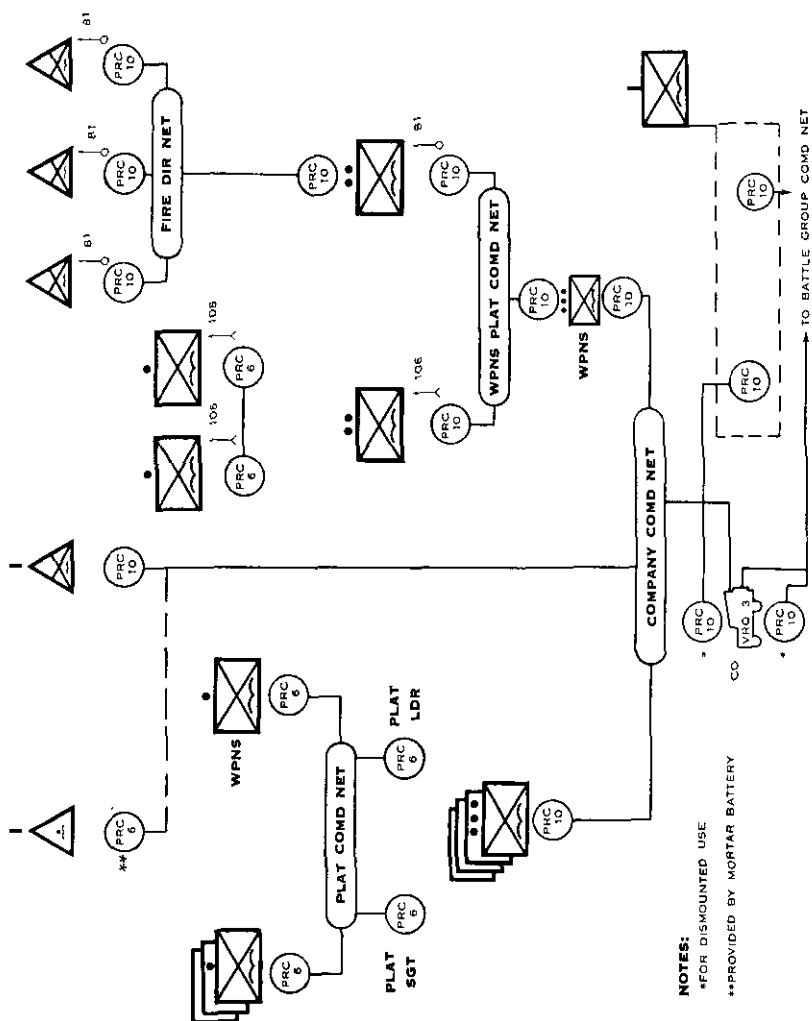 **
PRC
6
PRC
10
PRC
10
81
PRC
10
81
PRC
10
81
FIRE DIR NET
106
106
PRC
6
PRC
6
WPNS
PRC
6
PRC
6
PRC
10
PLAT COMD NET
81
106
PRC
6
PRC
6
PLAT
SGT
PLAT
LDR
PRC
10
PRC
10
WPNS PLAT COMD NET
PRC
10
PRC
10
WPNS
PRC
10
COMPANY COMD NET
*
PRC
10
PRC
10
PRC
10
CO
VRQ 3
*
PRC
10
TO BATTLE GROUP COMD NET
NOTES:
*FOR DISMOUNTED USE
**PROVIDED BY MORTAR BATTERY